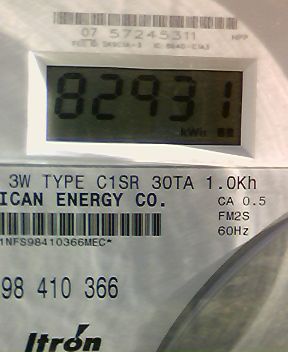 07 57245311
82931
kWh
3W TYPE C1SR 30TA 1.0Kh
ICAN ENERGY CO.
CA 0.5
FM2S
60Hz
1NFS98410366MEC*
98 410 366
Itron